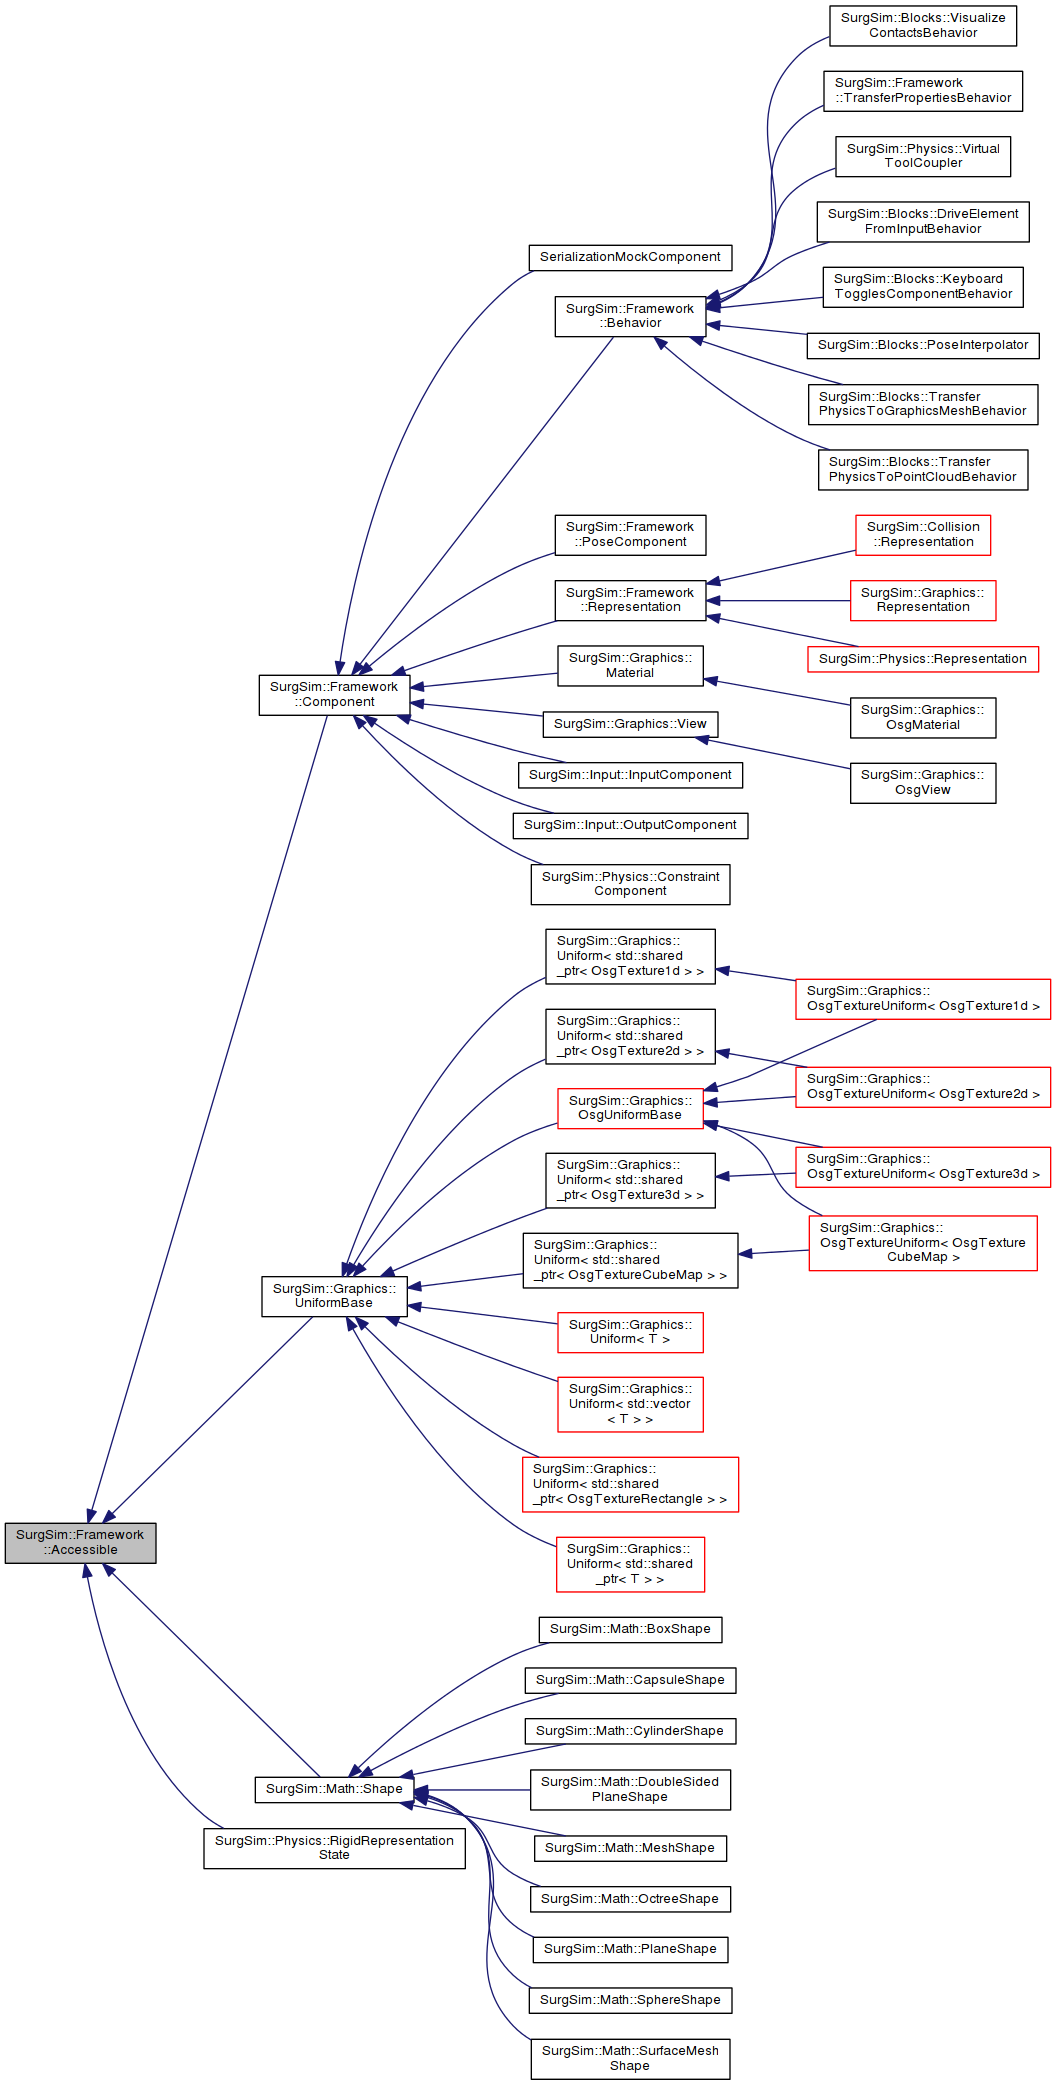 SurgSim::Blocks::Visualize
ContactsBehavior
SurgSim::Framework
::TransferPropertiesBehavior
SurgSim::Physics::Virtual
ToolCoupler
SurgSim::Blocks::DriveElement
FromInputBehavior
SerializationMockComponent
SurgSim::Blocks::Keyboard
TogglesComponentBehavior
SurgSim::Framework
::Behavior
SurgSim::Blocks::PoseInterpolator
SurgSim::Blocks::Transfer
PhysicsToGraphicsMeshBehavior
SurgSim::Blocks::Transfer
PhysicsToPointCloudBehavior
SurgSim::Framework
::PoseComponent
SurgSim::Collision
::Representation
SurgSim::Framework
::Representation
SurgSim::Graphics::
Representation
SurgSim::Physics::Representation
SurgSim::Graphics::
Material
SurgSim::Framework
::Component
SurgSim::Graphics::
OsgMaterial
SurgSim::Graphics::View
SurgSim::Graphics::
OsgView
SurgSim::Input::InputComponent
SurgSim::Input::OutputComponent
SurgSim::Physics::Constraint
Component
SurgSim::Graphics::
Uniform< std::shared
_ptr< OsgTexture1d > >
SurgSim::Graphics::
OsgTextureUniform< OsgTexture1d >
SurgSim::Graphics::
Uniform< std::shared
_ptr< OsgTexture2d > >
SurgSim::Graphics::
OsgTextureUniform< OsgTexture2d >
SurgSim::Graphics::
OsgUniformBase
SurgSim::Graphics::
OsgTextureUniform< OsgTexture3d >
SurgSim::Graphics::
Uniform< std::shared
_ptr< OsgTexture3d > >
SurgSim::Graphics::
OsgTextureUniform< OsgTexture
CubeMap >
SurgSim::Graphics::
Uniform< std::shared
_ptr< OsgTextureCubeMap > >
SurgSim::Graphics::
UniformBase
SurgSim::Graphics::
Uniform< T >
SurgSim::Graphics::
Uniform< std::vector
< T > >
SurgSim::Graphics::
Uniform< std::shared
_ptr< OsgTextureRectangle > >
SurgSim::Framework
::Accessible
SurgSim::Graphics::
Uniform< std::shared
_ptr< T > >
SurgSim::Math::BoxShape
SurgSim::Math::CapsuleShape
SurgSim::Math::CylinderShape
SurgSim::Math::DoubleSided
PlaneShape
SurgSim::Math::Shape
SurgSim::Physics::RigidRepresentation
State
SurgSim::Math::MeshShape
SurgSim::Math::OctreeShape
SurgSim::Math::PlaneShape
SurgSim::Math::SphereShape
SurgSim::Math::SurfaceMesh
Shape